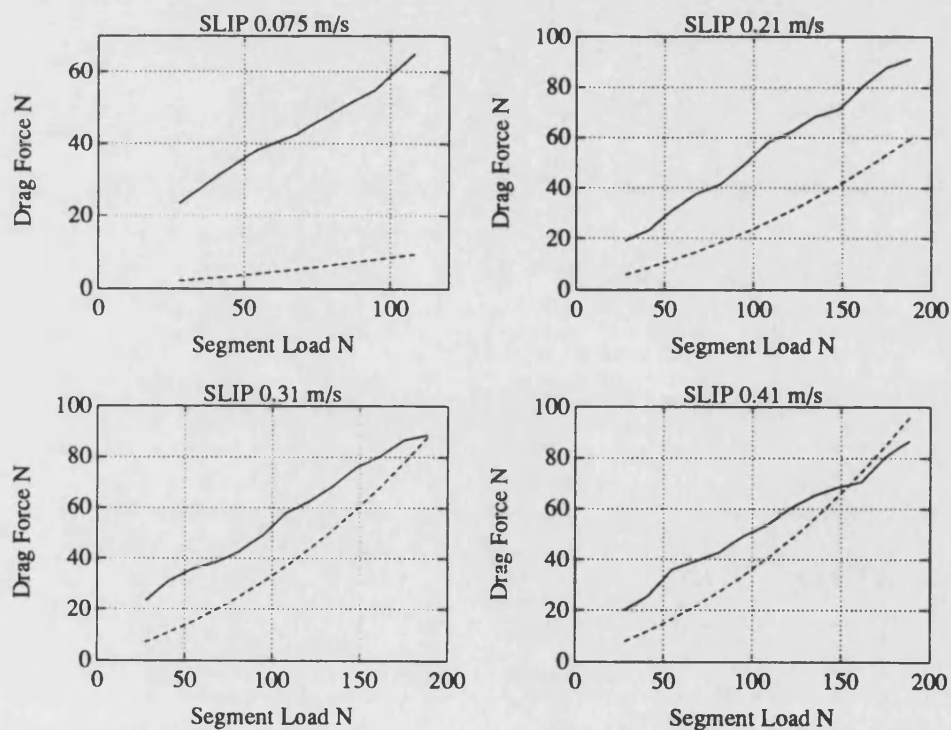 SLIP 0.075 m/s
60
40
20
0
Drag Force N
0 50 100
Segment Load N
SLIP 0.21 m/s
100
80
60
40
20
0
Drag Force N
0 50 100 150 200
Segment Load N
SLIP 0.31 m/s
100
80
60
40
20
0
Drag Force N
0 50 100 150 200
Segment Load N
SLIP 0.41 m/s
100
80
60
40
20
0
Drag Force N
0 50 100 150 200
Segment Load N